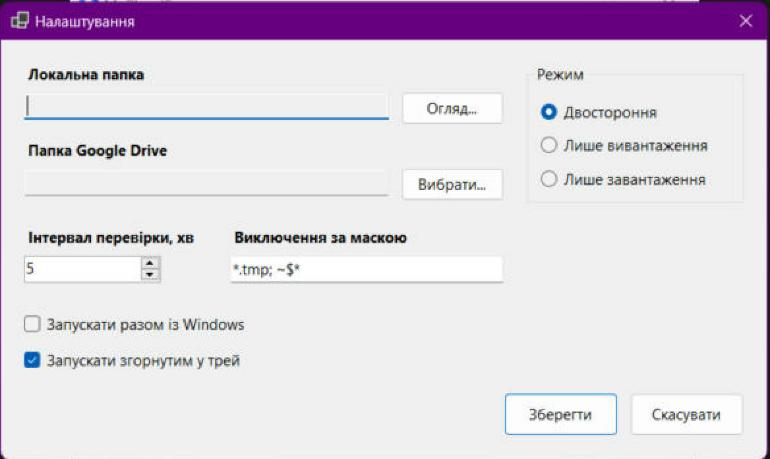 Налаштування
Локальна папка
Огляд...
Папка Google Drive
Вибрати...
Режим
Двостороння
Лише вивантаження
Лише завантаження
Інтервал перевірки, хв
5
Виключення за маскою
*.tmp; ~$*
Запускати разом із Windows
Запускати згорнутим у трей
Зберегти
Скасувати